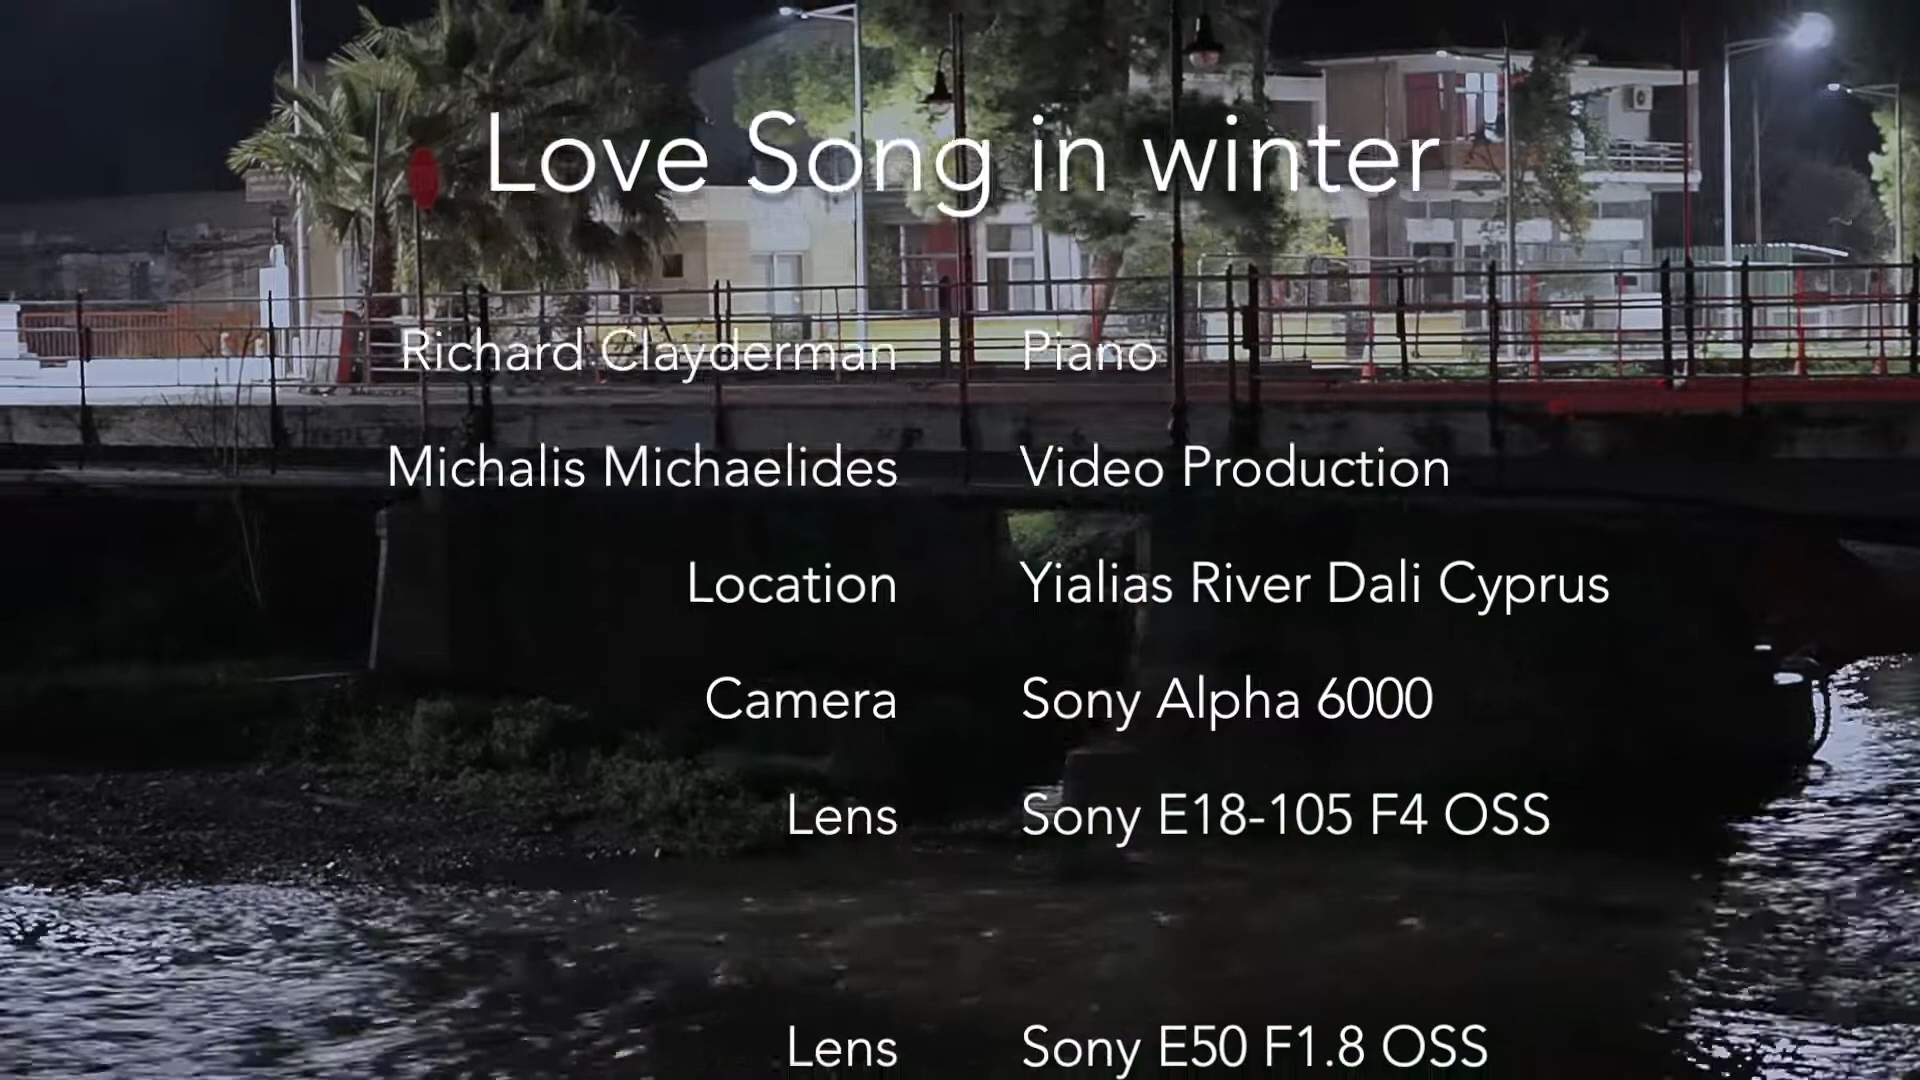 Love Song in winter
Richard Clayderman Piano
Michalis Michaelides Video Production
Location Yialias River Dali Cyprus
Camera Sony Alpha 6000
Lens Sony E18-105 F4 OSS
Lens Sony E50 F1.8 OSS